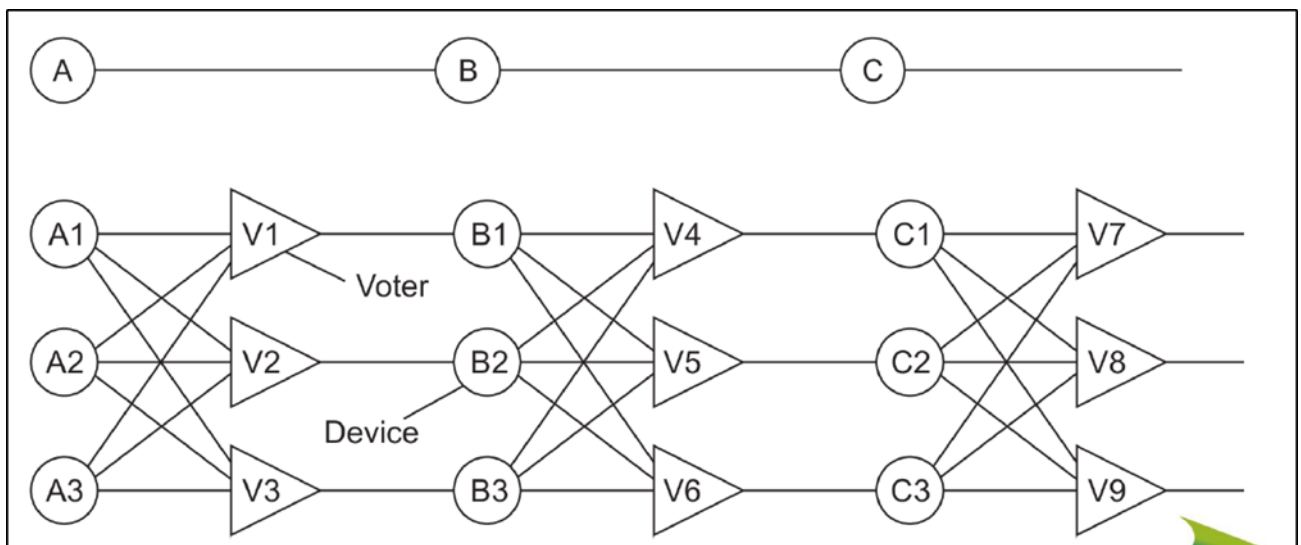 A B C
A1 V1 B1 V4 C1 V7
Voter
A2 V2 B2 V5 C2 V8
Device
A3 V3 B3 V6 C3 V9